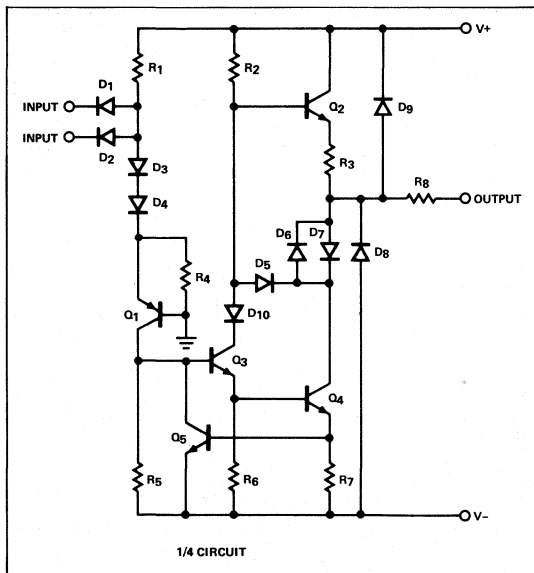 V+
R1
R2
D1
INPUT
Q2
D9
INPUT
D2
R3
D3
R8
OUTPUT
D4
D6
D7
D8
R4
D5
Q1
D10
Q3
Q4
Q5
R5
R6
R7
V−
1/4 CIRCUIT